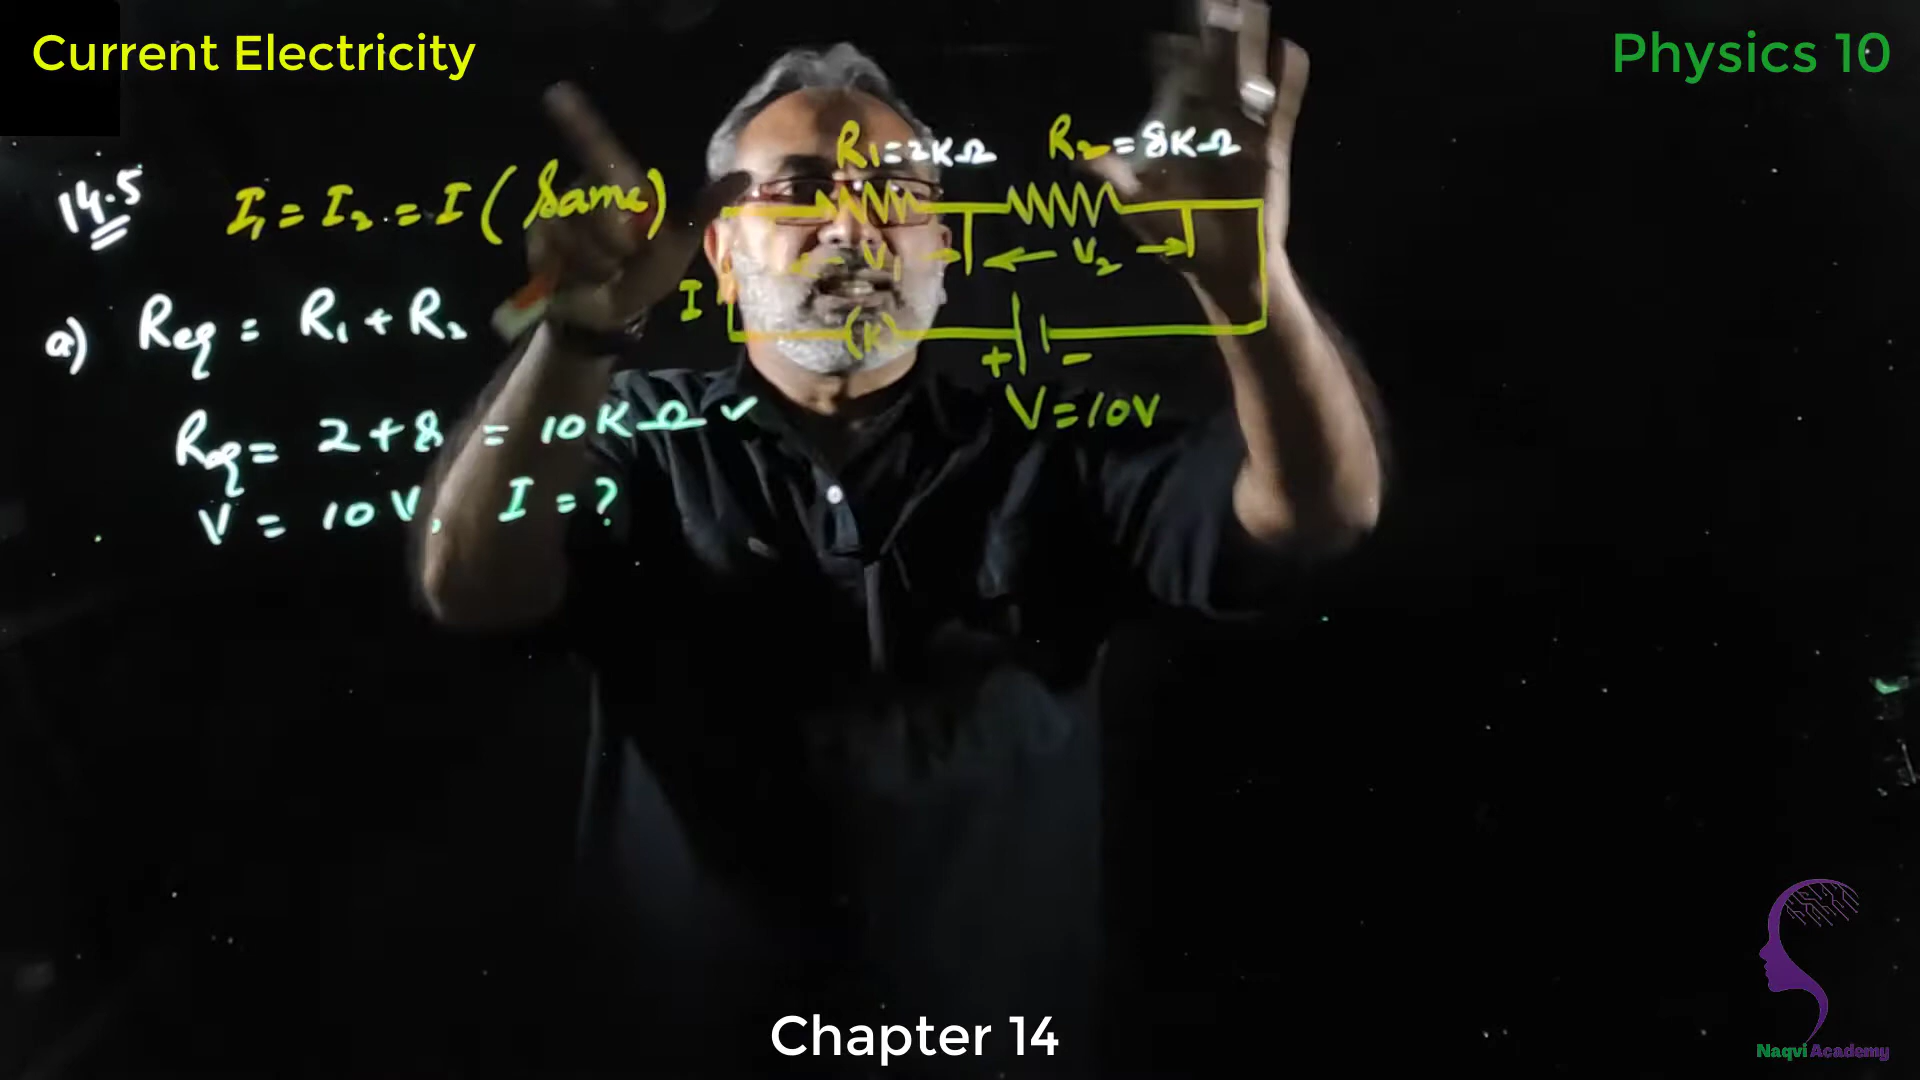 Current Electricity
Physics 10
14.5
I₁ = I₂ = I (Same)
R₁=2KΩ R₂=8KΩ
V₁ V₂
I
(K)
+ -
V=10V
a) Req = R₁ + R₂
Req = 2+8 = 10KΩ ✓
V = 10V, I = ?
Chapter 14
Naqvi Academy